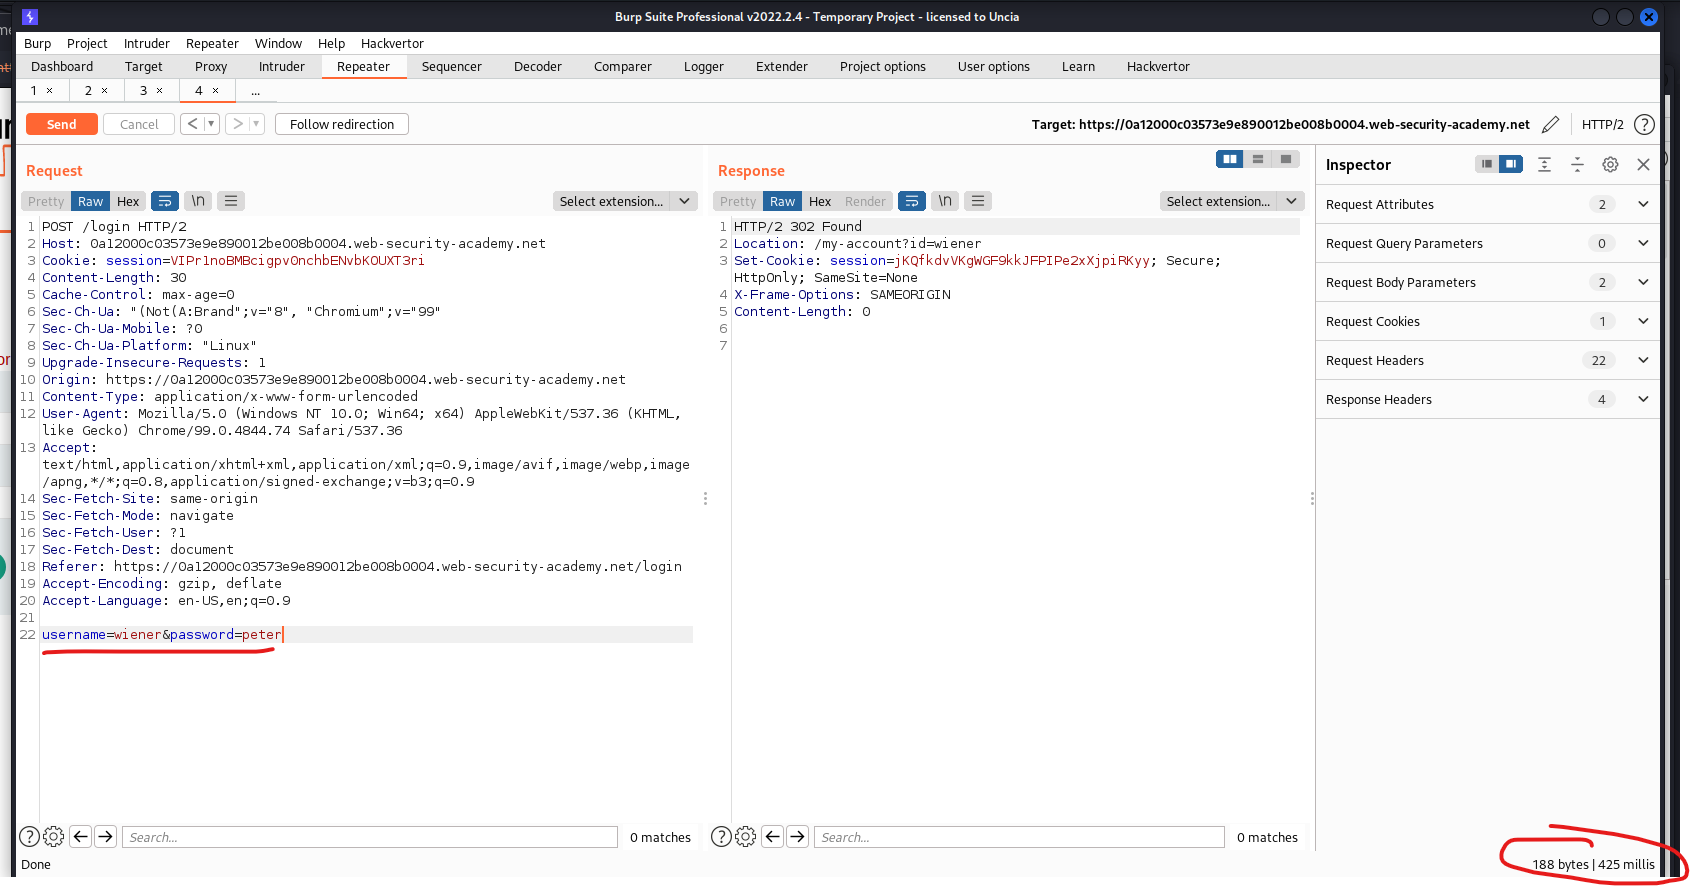 Burp Suite Professional v2022.2.4 - Temporary Project - licensed to Uncia
Burp Project Intruder Repeater Window Help Hackvertor
Dashboard Target Proxy Intruder Repeater Sequencer Decoder Comparer Logger Extender Project options User options Learn Hackvertor
1 × 2 × 3 × 4 × ...
Send Cancel < > Follow redirection Target: https://0a12000c03573e9e890012be008b0004.web-security-academy.net HTTP/2 ?
Request
Pretty Raw Hex \n Select extension...
1 POST /login HTTP/2
2 Host: 0a12000c03573e9e890012be008b0004.web-security-academy.net
3 Cookie: session=VIPr1noBMBcigpv0nchbENvbKOUXT3ri
4 Content-Length: 30
5 Cache-Control: max-age=0
6 Sec-Ch-Ua: "(Not(A:Brand";v="8", "Chromium";v="99"
7 Sec-Ch-Ua-Mobile: ?0
8 Sec-Ch-Ua-Platform: "Linux"
9 Upgrade-Insecure-Requests: 1
10 Origin: https://0a12000c03573e9e890012be008b0004.web-security-academy.net
11 Content-Type: application/x-www-form-urlencoded
12 User-Agent: Mozilla/5.0 (Windows NT 10.0; Win64; x64) AppleWebKit/537.36 (KHTML,
like Gecko) Chrome/99.0.4844.74 Safari/537.36
13 Accept:
text/html,application/xhtml+xml,application/xml;q=0.9,image/avif,image/webp,image
/apng,*/*;q=0.8,application/signed-exchange;v=b3;q=0.9
14 Sec-Fetch-Site: same-origin
15 Sec-Fetch-Mode: navigate
16 Sec-Fetch-User: ?1
17 Sec-Fetch-Dest: document
18 Referer: https://0a12000c03573e9e890012be008b0004.web-security-academy.net/login
19 Accept-Encoding: gzip, deflate
20 Accept-Language: en-US,en;q=0.9
21
22 username=wiener&password=peter
? Search... 0 matches
Response
Pretty Raw Hex Render \n Select extension...
1 HTTP/2 302 Found
2 Location: /my-account?id=wiener
3 Set-Cookie: session=jKQfkdvVKgWGF9kkJFPIPe2xXjpiRKyy; Secure;
HttpOnly; SameSite=None
4 X-Frame-Options: SAMEORIGIN
5 Content-Length: 0
6
7
? Search... 0 matches
Inspector
Request Attributes 2
Request Query Parameters 0
Request Body Parameters 2
Request Cookies 1
Request Headers 22
Response Headers 4
Done 188 bytes | 425 millis